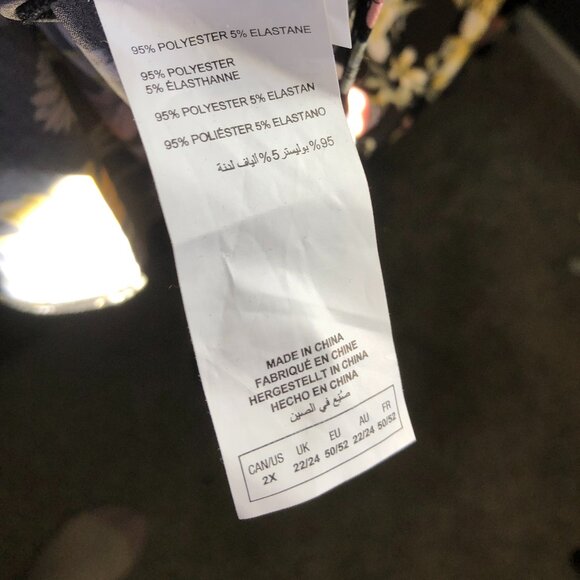 95% POLYESTER 5% ELASTANE
95% POLYESTER
5% ÉLASTHANNE
95% POLYESTER 5% ELASTAN
95% POLIÉSTER 5% ELASTANO
95% بوليستر 5% ألياف لدنة
MADE IN CHINA
FABRIQUÉ EN CHINE
HERGESTELLT IN CHINA
HECHO EN CHINA
صنع في الصين
CAN/US UK EU AU FR
2X 22/24 50/52 22/24 50/52